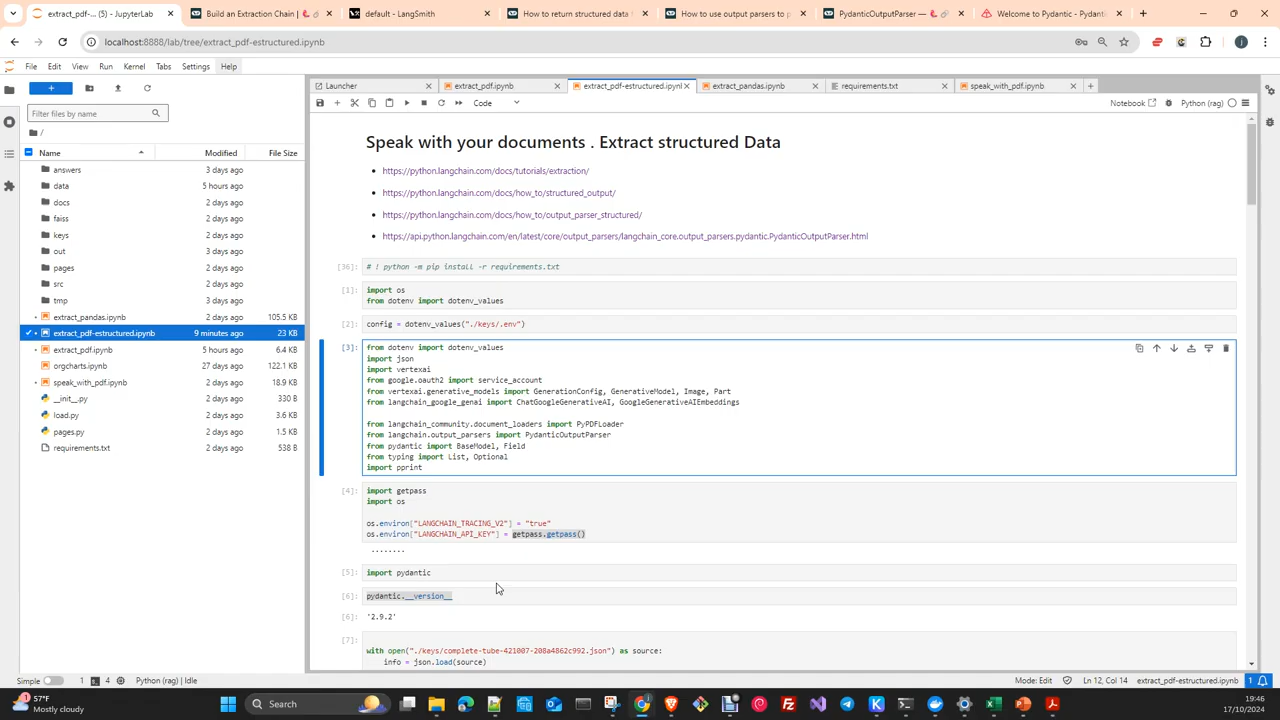 extract_pdf-... (5) - JupyterLab
Build an Extraction Chain |
default - LangSmith
How to return structured data
How to use output parsers to p
PydanticOutputParser —
Welcome to Pydantic - Pydantic
localhost:8888/lab/tree/extract_pdf-estructured.ipynb
File Edit View Run Kernel Tabs Settings Help
Launcher
extract_pdf.ipynb
extract_pdf-estructured.ipynl
extract_pandas.ipynb
requirements.txt
speak_with_pdf.ipynb
Filter files by name
Code
Notebook
Python (rag)
/
Name Modified File Size
answers 3 days ago
data 5 hours ago
docs 2 days ago
faiss 2 days ago
keys 2 days ago
out 2 days ago
pages 2 days ago
src 2 days ago
tmp 2 days ago
extract_pandas.ipynb 2 days ago 105.5 KB
extract_pdf-estructured.ipynb 9 minutes ago 23 KB
extract_pdf.ipynb 5 hours ago 6.4 KB
orgcharts.ipynb 27 days ago 122.1 KB
speak_with_pdf.ipynb 2 days ago 18.9 KB
__init__.py 2 days ago 330 B
load.py 2 days ago 3.6 KB
pages.py 2 days ago 1.5 KB
requirements.txt 2 days ago 538 B
Speak with your documents . Extract structured Data
https://python.langchain.com/docs/tutorials/extraction/
https://python.langchain.com/docs/how_to/structured_output/
https://python.langchain.com/docs/how_to/output_parser_structured/
https://api.python.langchain.com/en/latest/core/output_parsers/langchain_core.output_parsers.pydantic.PydanticOutputParser.html
[36]: # ! python -m pip install -r requirements.txt
[1]: import os
from dotenv import dotenv_values
[2]: config = dotenv_values("./keys/.env")
[3]: from dotenv import dotenv_values
import json
import vertexai
from google.oauth2 import service_account
from vertexai.generative_models import GenerationConfig, GenerativeModel, Image, Part
from langchain_google_genai import ChatGoogleGenerativeAI, GoogleGenerativeAIEmbeddings
from langchain_community.document_loaders import PyPDFLoader
from langchain.output_parsers import PydanticOutputParser
from pydantic import BaseModel, Field
from typing import List, Optional
import pprint
[4]: import getpass
import os
os.environ["LANGCHAIN_TRACING_V2"] = "true"
os.environ["LANGCHAIN_API_KEY"] = getpass.getpass()
........
[5]: import pydantic
[6]: pydantic.__version__
[6]: '2.9.2'
[7]:
with open("./keys/complete-tube-421007-208a4862c992.json") as source:
info = json.load(source)
Simple 1 4 Python (rag) | Idle
Mode: Edit Ln 12, Col 14 extract_pdf-estructured.ipynb 1
57°F
Mostly cloudy
Search
19:46
17/10/2024